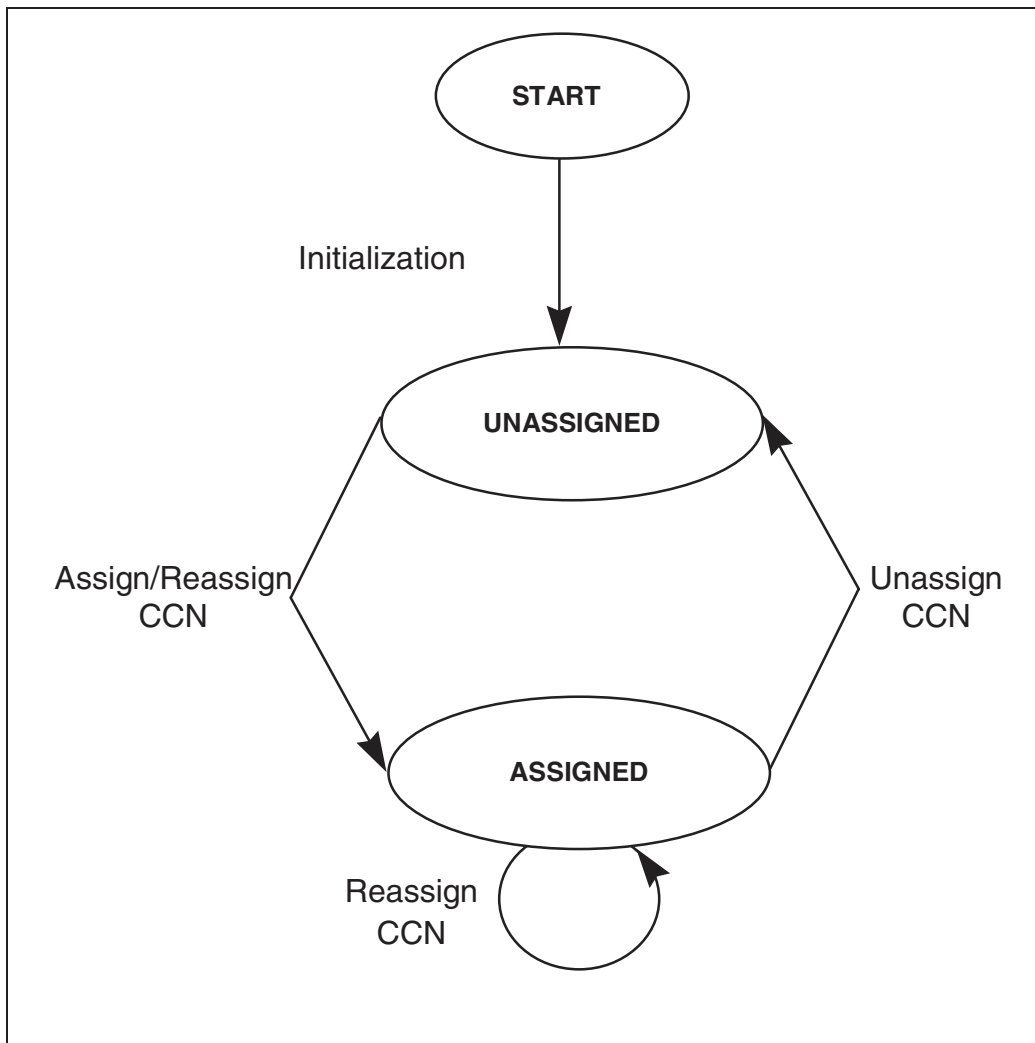 START
Initialization
UNASSIGNED
Assign/Reassign
CCN
Unassign
CCN
ASSIGNED
Reassign
CCN